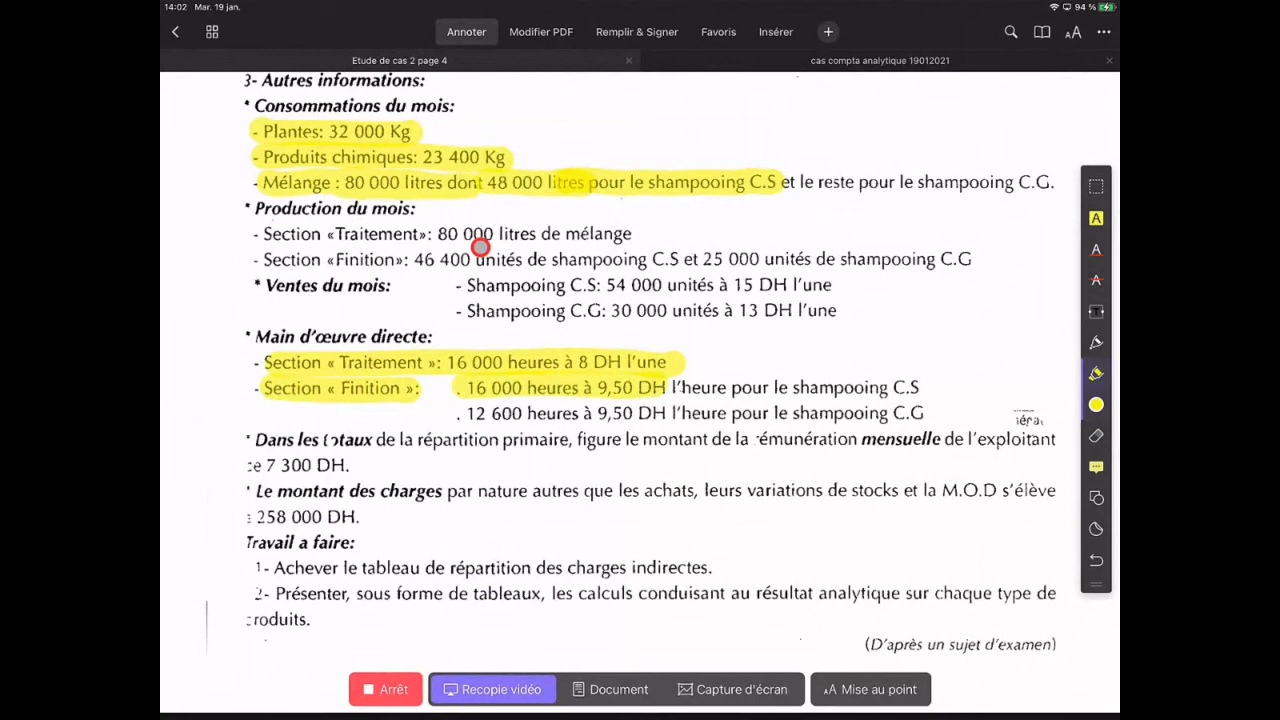 14:02 Mar. 19 jan.
94 %
Annoter Modifier PDF Remplir & Signer Favoris Insérer
Etude de cas 2 page 4
cas compta analytique 19012021
3- Autres informations:
* Consommations du mois:
- Plantes: 32 000 Kg
- Produits chimiques: 23 400 Kg
- Mélange : 80 000 litres dont 48 000 litres pour le shampooing C.S et le reste pour le shampooing C.G.
* Production du mois:
- Section «Traitement»: 80 000 litres de mélange
- Section «Finition»: 46 400 unités de shampooing C.S et 25 000 unités de shampooing C.G
* Ventes du mois: - Shampooing C.S: 54 000 unités à 15 DH l'une
- Shampooing C.G: 30 000 unités à 13 DH l'une
* Main d'œuvre directe:
- Section « Traitement »: 16 000 heures à 8 DH l'une
- Section « Finition »: . 16 000 heures à 9,50 DH l'heure pour le shampooing C.S
. 12 600 heures à 9,50 DH l'heure pour le shampooing C.G
* Dans les totaux de la répartition primaire, figure le montant de la rémunération mensuelle de l'exploitant
7 300 DH.
* Le montant des charges par nature autres que les achats, leurs variations de stocks et la M.O.D s'élève
258 000 DH.
Travail a faire:
1- Achever le tableau de répartition des charges indirectes.
2- Présenter, sous forme de tableaux, les calculs conduisant au résultat analytique sur chaque type de
roduits.
(D'après un sujet d'examen)
Arrêt Recopie vidéo Document Capture d'écran AA Mise au point